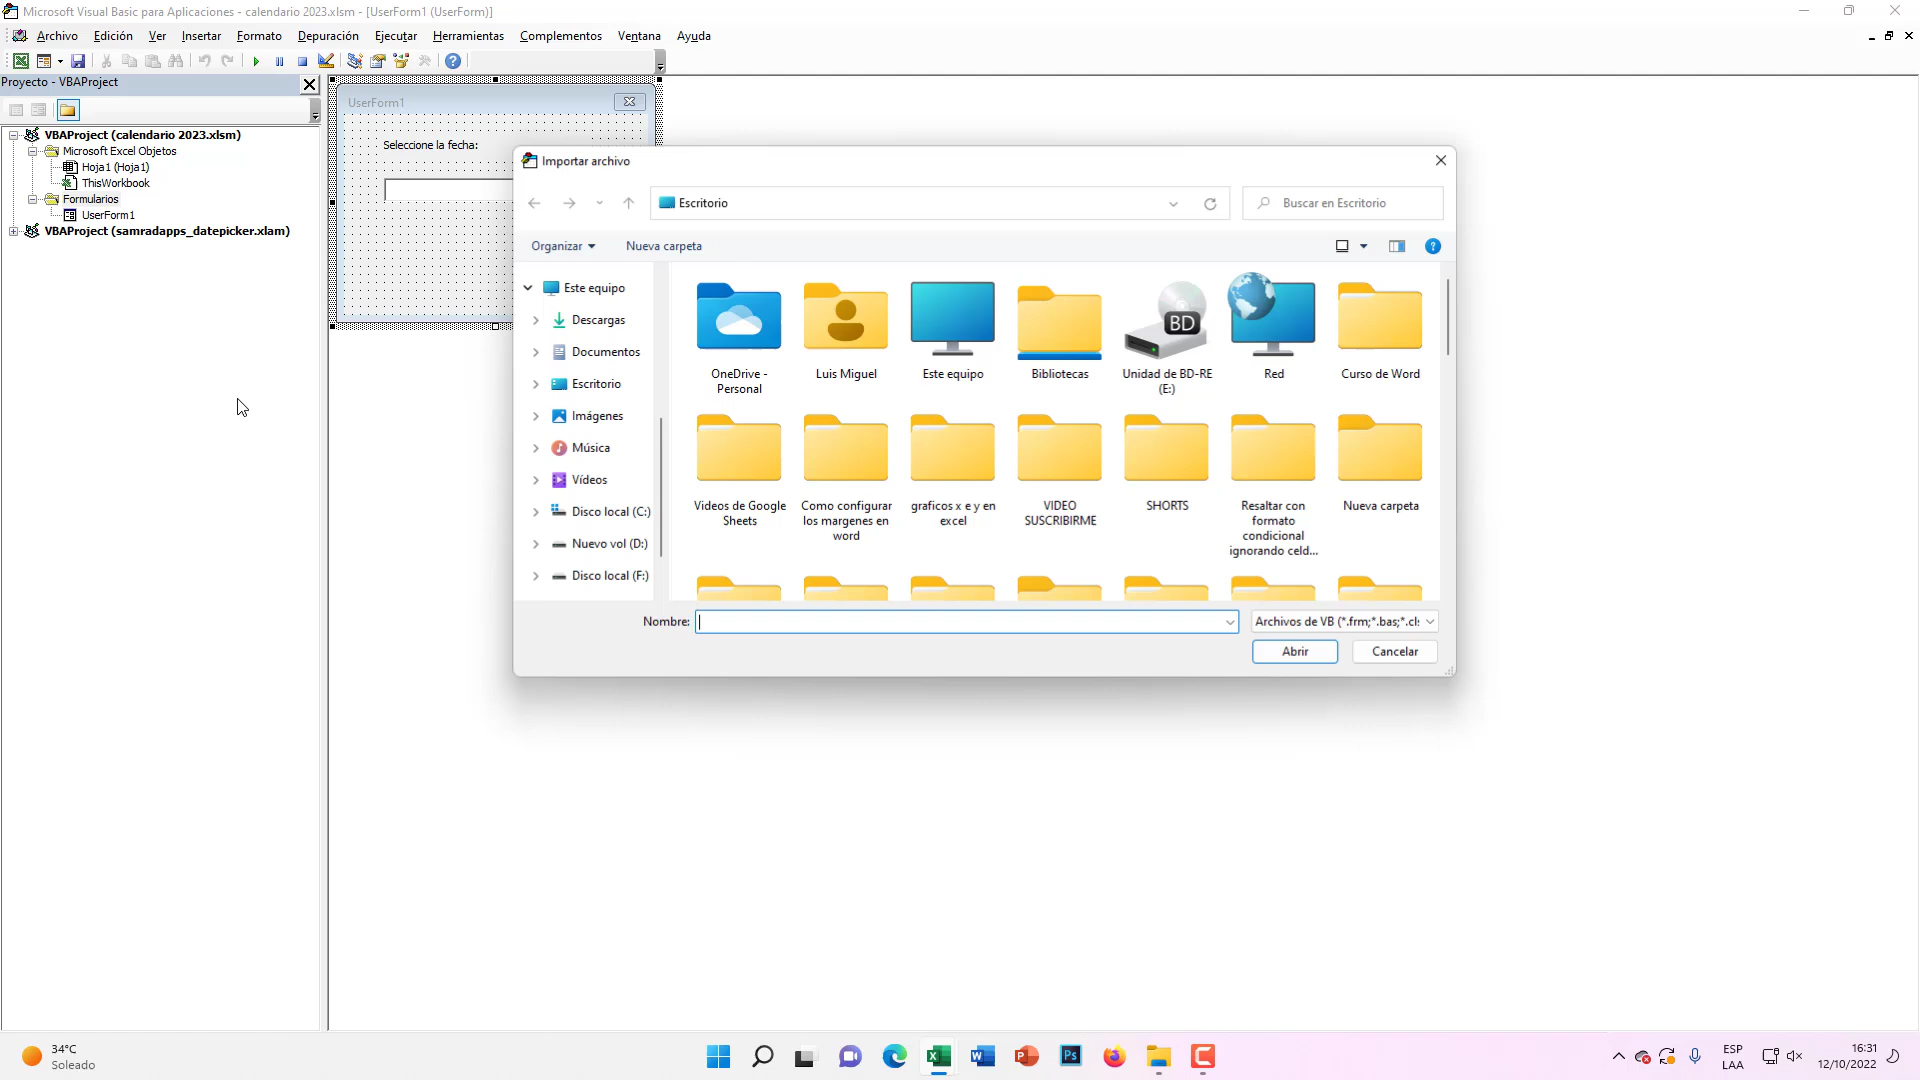 Microsoft Visual Basic para Aplicaciones - calendario 2023.xlsm - [UserForm1 (UserForm)]
Archivo Edición Ver Insertar Formato Depuración Ejecutar Herramientas Complementos Ventana Ayuda
Proyecto - VBAProject
VBAProject (calendario 2023.xlsm)
Microsoft Excel Objetos
Hoja1 (Hoja1)
ThisWorkbook
Formularios
UserForm1
VBAProject (samradapps_datepicker.xlam)
UserForm1
Seleccione la fecha:
Importar archivo
Escritorio
Buscar en Escritorio
Organizar
Nueva carpeta
Este equipo
Descargas
Documentos
Escritorio
Imágenes
Música
Vídeos
Disco local (C:)
Nuevo vol (D:)
Disco local (F:)
BD
OneDrive -
Personal
Luis Miguel
Este equipo
Bibliotecas
Unidad de BD-RE
(E:)
Red
Curso de Word
Videos de Google
Sheets
Como configurar
los margenes en
word
graficos x e y en
excel
VIDEO
SUSCRIBIRME
SHORTS
Resaltar con
formato
condicional
ignorando celd...
Nueva carpeta
Nombre:
Archivos de VB (*.frm;*.bas;*.cl
Abrir
Cancelar
34°C
Soleado
Ps
ESP
LAA
16:31
12/10/2022